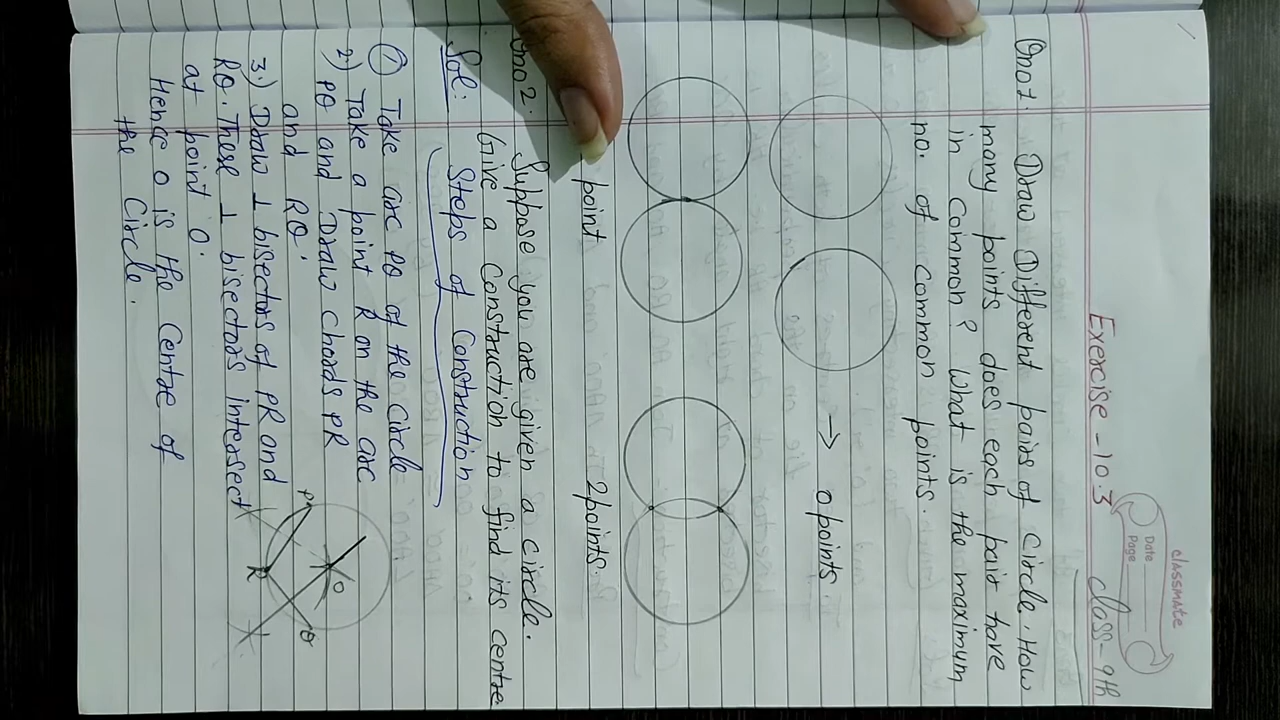 classmate
Date
Page
Exercise - 10.3 class - 9th
Qno1 Draw Different pairs of Circle. How
many points does each pair have
in common? What is the maximum
no. of common points.
→ 0 points
point 2 points.
Qno2. Suppose you are given a circle.
Give a Construction to find its centre
Sol: Steps of Construction
① Take arc PQ of the circle
2) Take a point R on the arc
PQ and Draw chords PR
and RQ.
3.) Draw ⊥ bisectors of PR and
RQ. These ⊥ bisectors intersect
at point O.
Hence O is the Centre of
the Circle.
P
O
R
Q